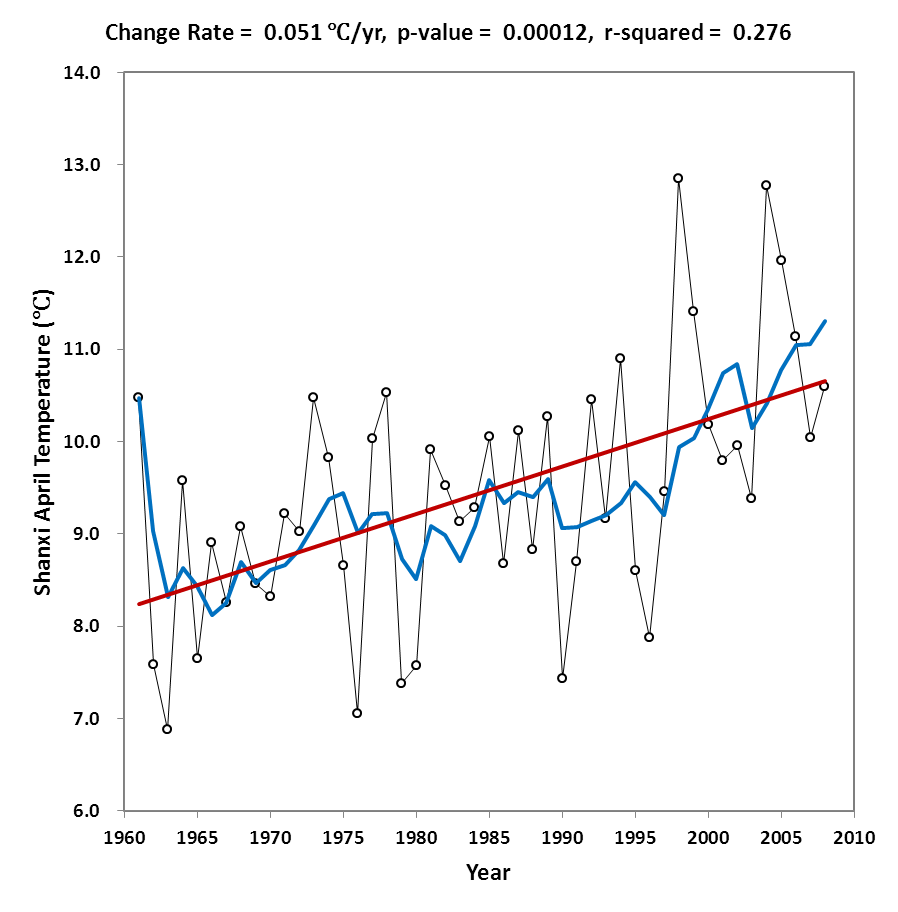 Change Rate = 0.051 °C/yr, p-value = 0.00012, r-squared = 0.276
14.0
13.0
12.0
11.0
10.0
9.0
8.0
7.0
6.0
Shanxi April Temperature (°C)
1960 1965 1970 1975 1980 1985 1990 1995 2000 2005 2010
Year